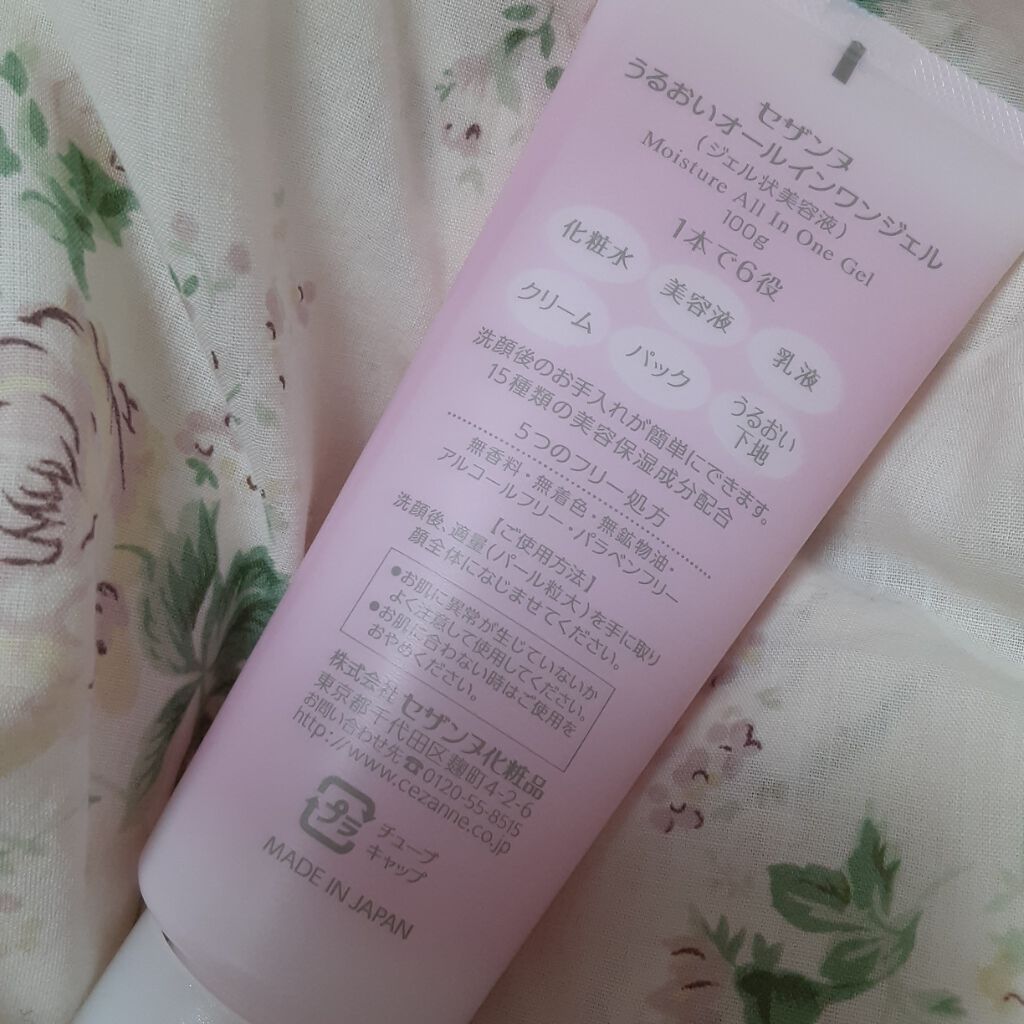 セザンヌ
うるおいオールインワンジェル
（ジェル状美容液）
Moisture All In One Gel
100g
1本で6役
化粧水
美容液
乳液
クリーム
パック
うるおい
下地
洗顔後のお手入れが簡単にできます。
15種類の美容保湿成分配合
5つのフリー処方
無香料・無着色・無鉱物油・
アルコールフリー・パラベンフリー
【ご使用方法】
洗顔後、適量(パール粒大)を手に取り
顔全体になじませてください。
●お肌に異常が生じていないか
よく注意して使用してください。
●お肌に合わない時はご使用を
おやめください。
株式会社 セザンヌ化粧品
東京都千代田区麹町4-2-6
お問い合わせ先☎0120-55-8515
http://www.cezanne.co.jp
プラ
チューブ
キャップ
MADE IN JAPAN